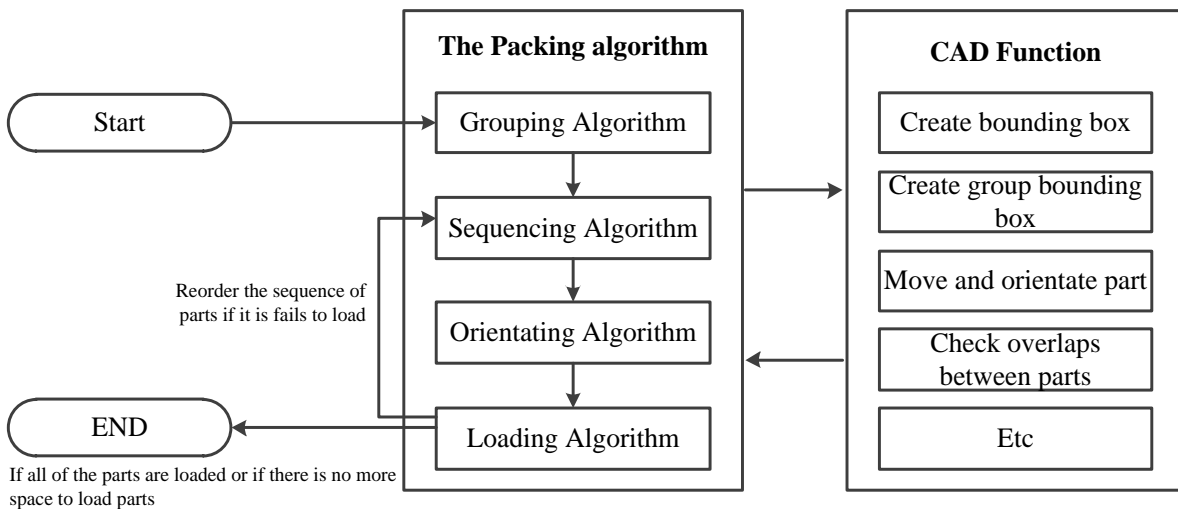 The Packing algorithm
CAD Function
Start
Grouping Algorithm
Create bounding box
Create group bounding
box
Sequencing Algorithm
Move and orientate part
Reorder the sequence of
parts if it is fails to load
Orientating Algorithm
Check overlaps
between parts
END
Loading Algorithm
Etc
If all of the parts are loaded or if there is no more
space to load parts